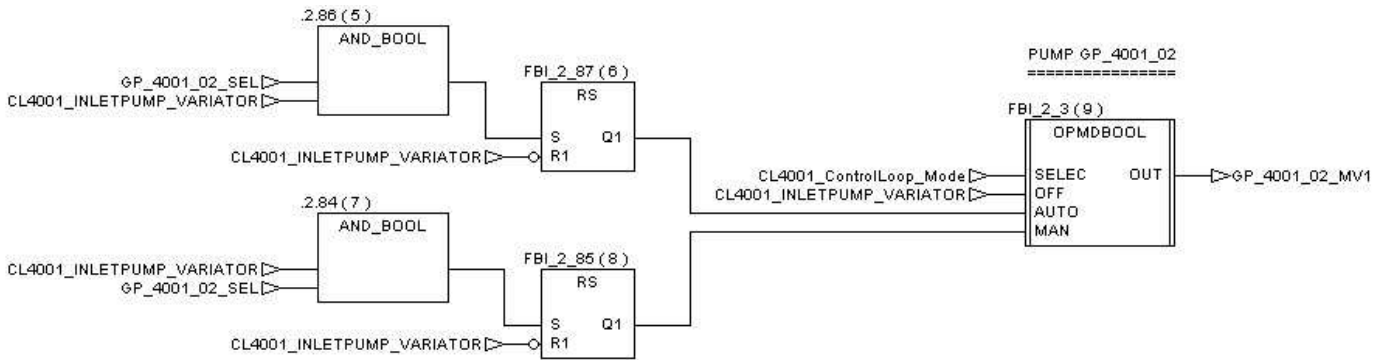 .2.86(5)
AND_BOOL
GP_4001_02_SEL
CL4001_INLETPUMP_VARIATOR
FBI_2_87(6)
RS
S Q1
CL4001_INLETPUMP_VARIATOR R1
.2.84(7)
AND_BOOL
CL4001_INLETPUMP_VARIATOR
GP_4001_02_SEL
FBI_2_85(8)
RS
S Q1
CL4001_INLETPUMP_VARIATOR R1
PUMP GP_4001_02
================
FBI_2_3(9)
OPMDBOOL
CL4001_ControlLoop_Mode SELEC OUT GP_4001_02_MV1
CL4001_INLETPUMP_VARIATOR OFF
AUTO
MAN